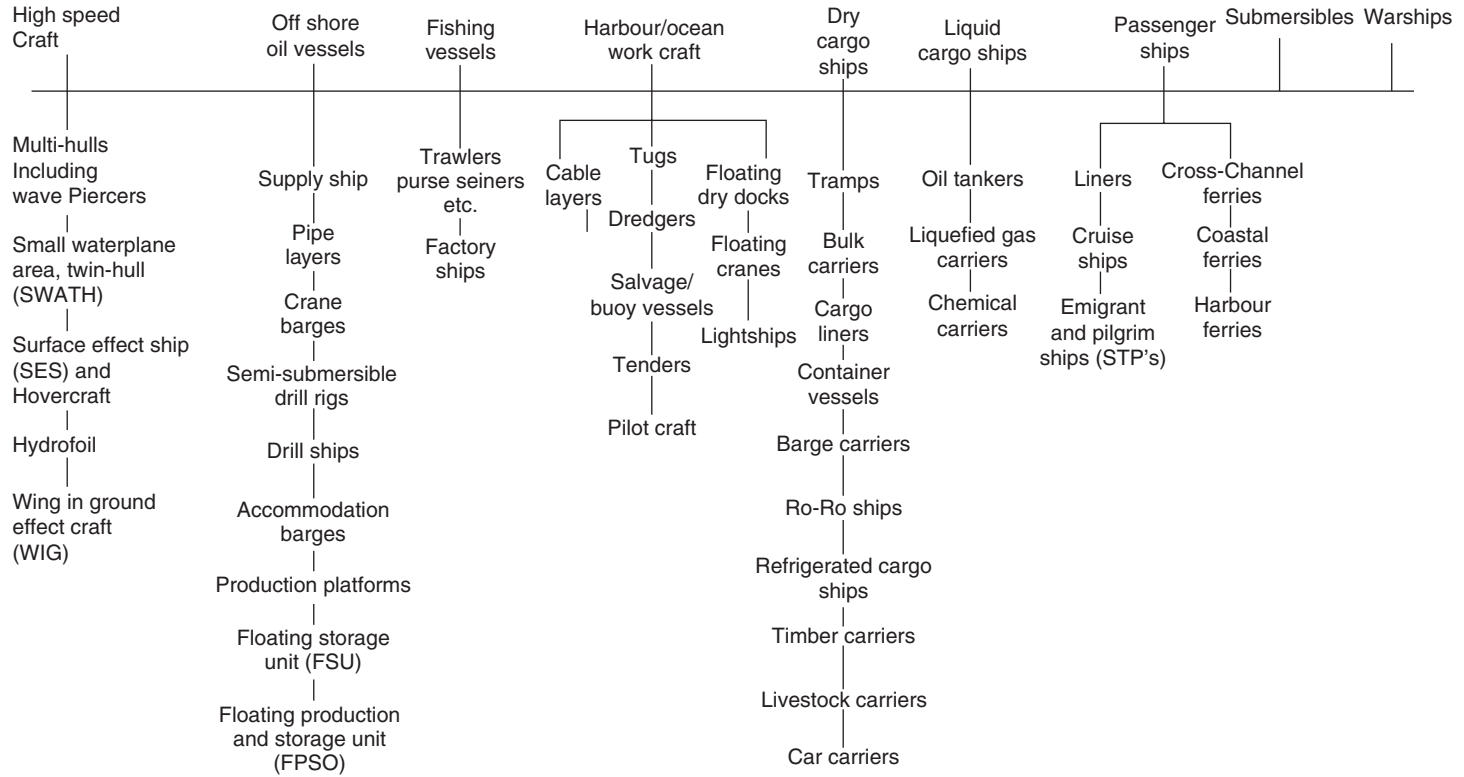 High speed
Craft
Off shore
oil vessels
Fishing
vessels
Harbour/ocean
work craft
Dry
cargo
ships
Liquid
cargo ships
Passenger
ships
Submersibles
Warships
Multi-hulls
Including
wave Piercers
Small waterplane
area, twin-hull
(SWATH)
Surface effect ship
(SES) and
Hovercraft
Hydrofoil
Wing in ground
effect craft
(WIG)
Supply ship
Pipe
layers
Crane
barges
Semi-submersible
drill rigs
Drill ships
Accommodation
barges
Production platforms
Floating storage
unit (FSU)
Floating production
and storage unit
(FPSO)
Trawlers
purse seiners
etc.
Factory
ships
Cable
layers
Tugs
Dredgers
Salvage/
buoy vessels
Tenders
Pilot craft
Floating
dry docks
Floating
cranes
Lightships
Tramps
Bulk
carriers
Cargo
liners
Container
vessels
Barge carriers
Ro-Ro ships
Refrigerated cargo
ships
Timber carriers
Livestock carriers
Car carriers
Oil tankers
Liquefied gas
carriers
Chemical
carriers
Liners
Cruise
ships
Emigrant
and pilgrim
ships (STP's)
Cross-Channel
ferries
Coastal
ferries
Harbour
ferries